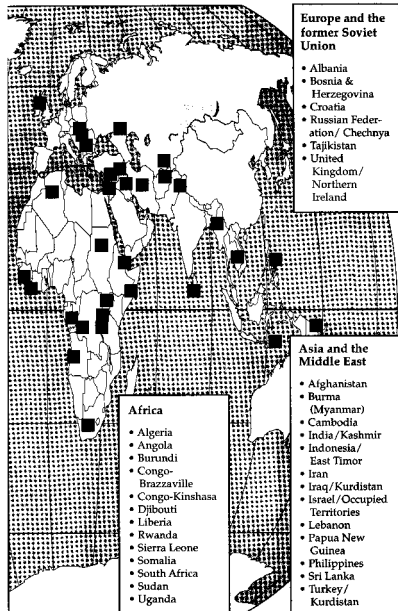 Europe and the
former Soviet
Union
• Albania
• Bosnia &
Herzegovina
• Croatia
• Russian Feder-
ation/ Chechnya
• Tajikistan
• United
Kingdom/
Northern
Ireland
Asia and the
Middle East
• Afghanistan
• Burma
(Myanmar)
• Cambodia
• India/Kashmir
• Indonesia/
East Timor
• Iran
• Iraq/Kurdistan
• Israel/Occupied
Territories
• Lebanon
• Papua New
Guinea
• Philippines
• Sri Lanka
• Turkey/
Kurdistan
Africa
• Algeria
• Angola
• Burundi
• Congo-
Brazzaville
• Congo-Kinshasa
• Djibouti
• Liberia
• Rwanda
• Sierra Leone
• Somalia
• South Africa
• Sudan
• Uganda